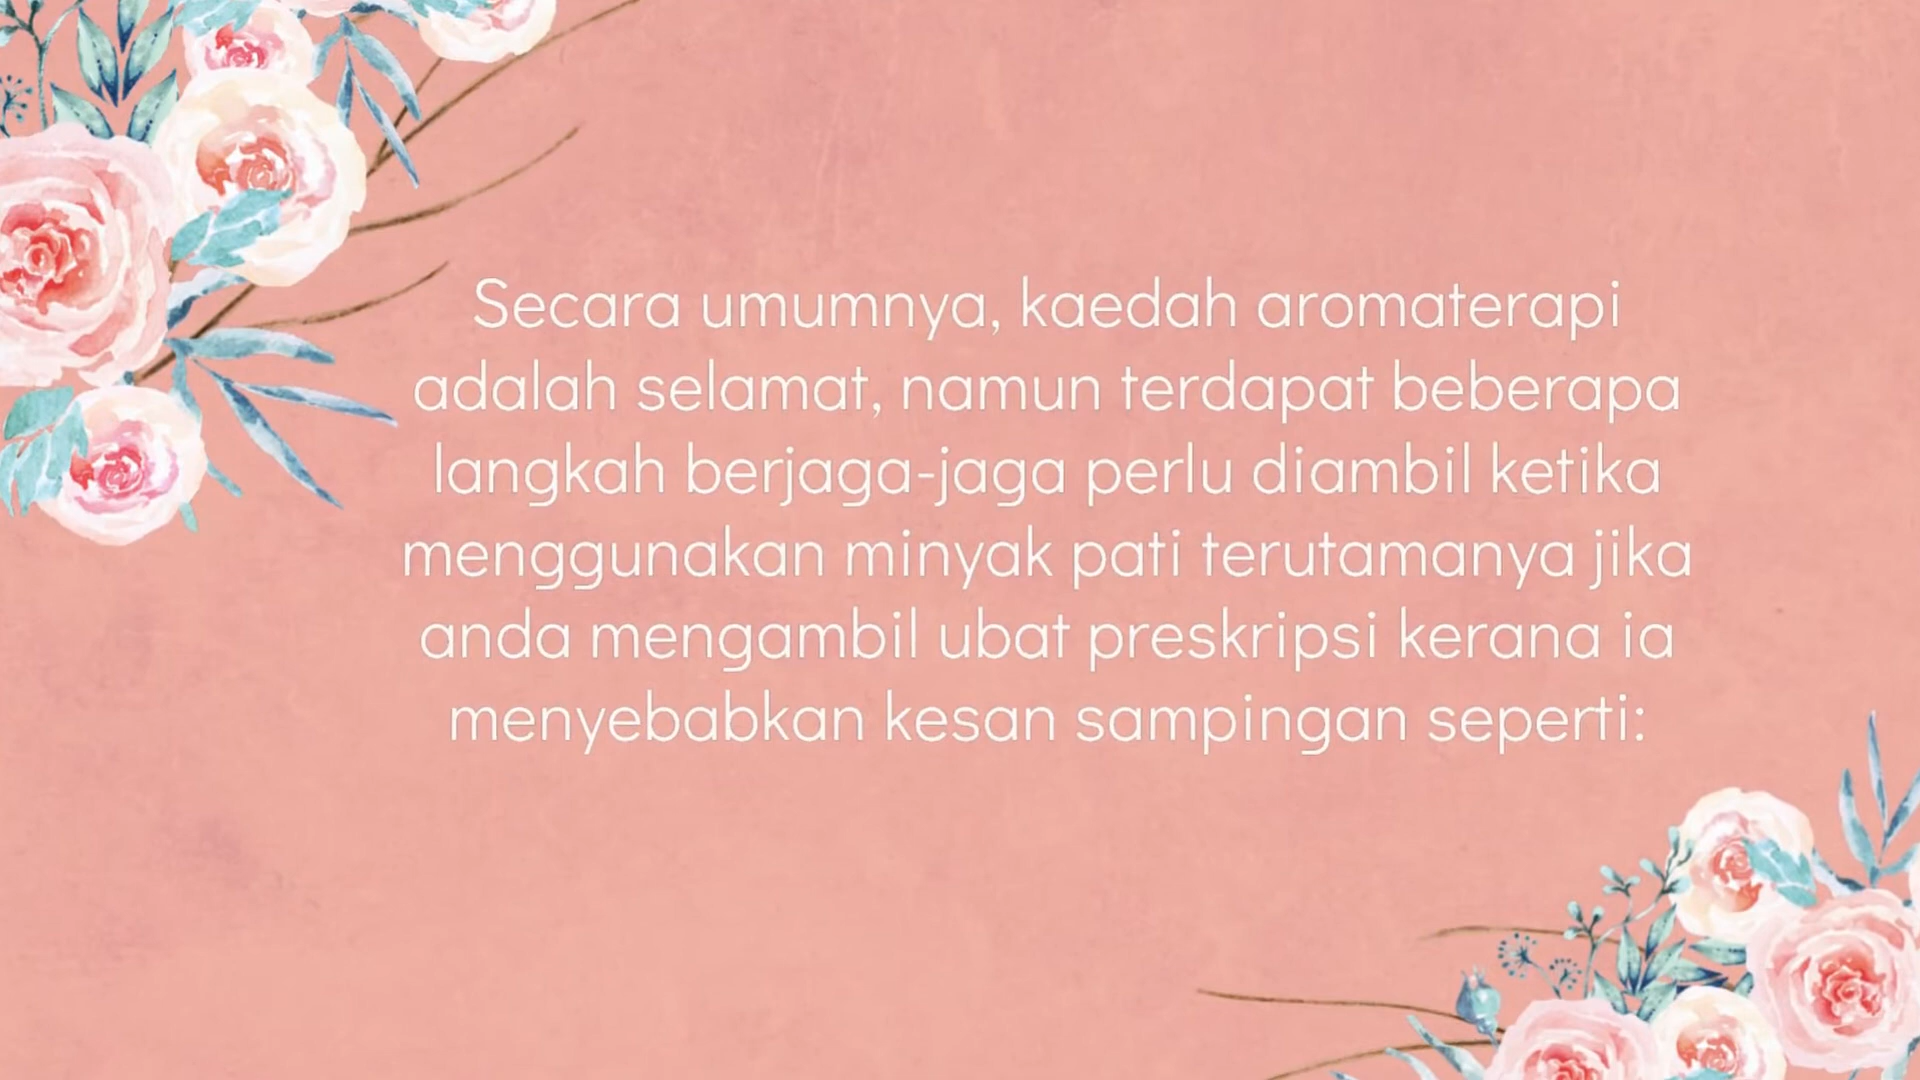 Secara umumnya, kaedah aromaterapi
adalah selamat, namun terdapat beberapa
langkah berjaga-jaga perlu diambil ketika
menggunakan minyak pati terutamanya jika
anda mengambil ubat preskripsi kerana ia
menyebabkan kesan sampingan seperti: